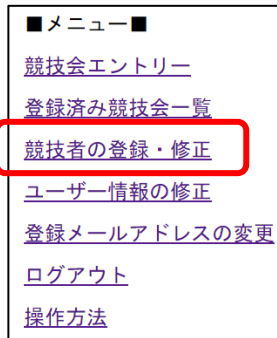 ■メニュー■
競技会エントリー
登録済み競技会一覧
競技者の登録・修正
ユーザー情報の修正
登録メールアドレスの変更
ログアウト
操作方法